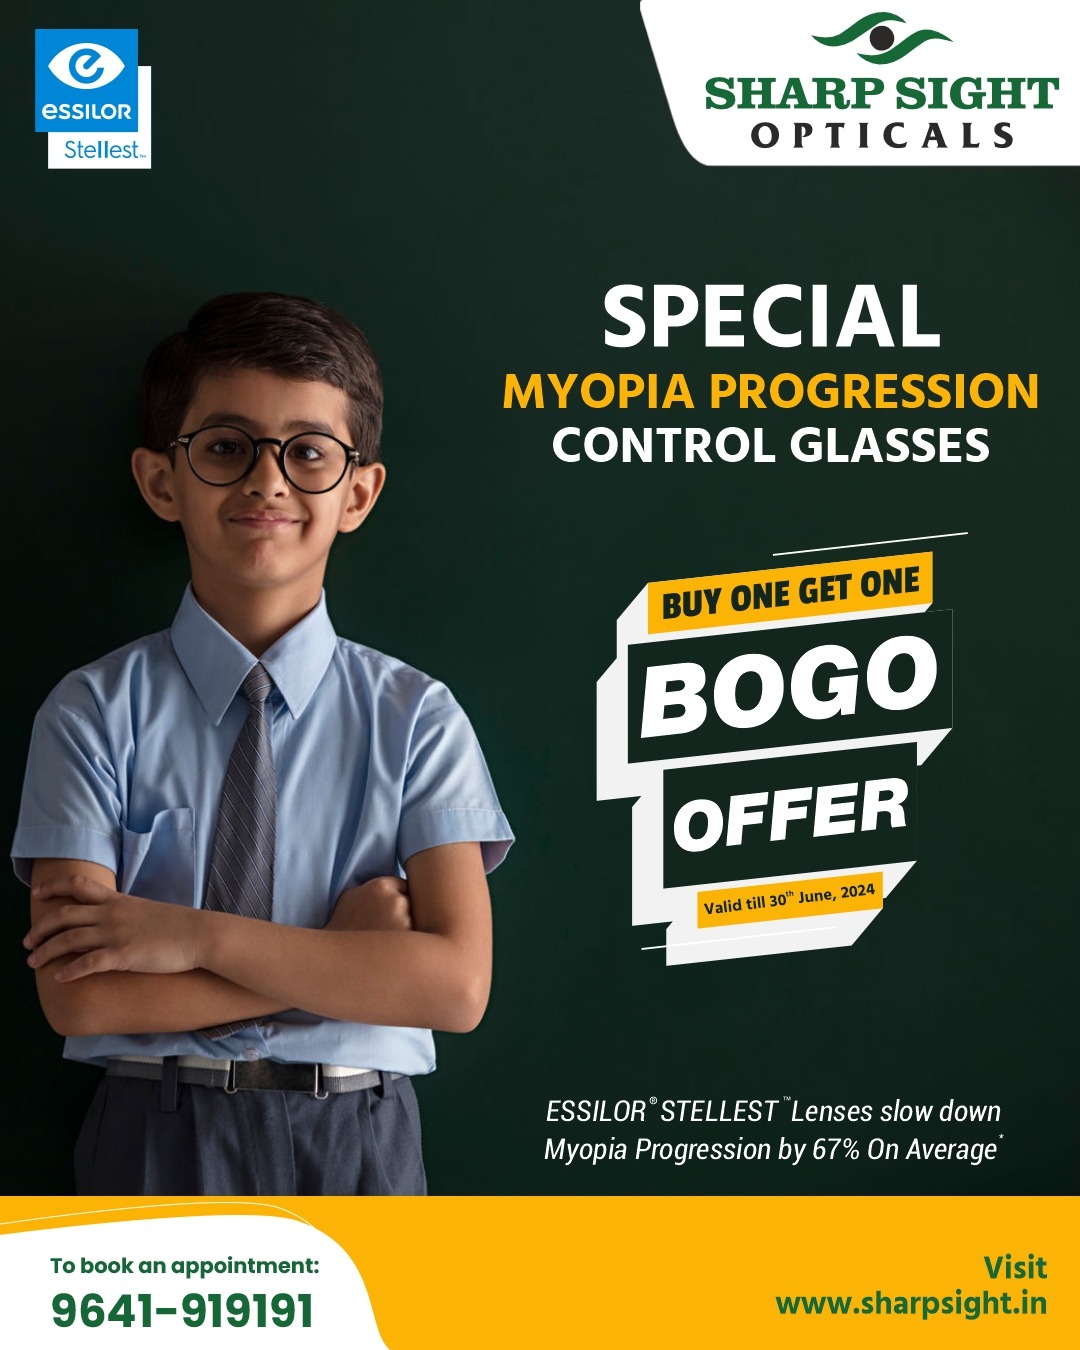 essilor
Stellest™
SHARP SIGHT
OPTICALS
SPECIAL
MYOPIA PROGRESSION
CONTROL GLASSES
BUY ONE GET ONE
BOGO
OFFER
Valid till 30th June, 2024
ESSILOR® STELLEST™ Lenses slow down
Myopia Progression by 67% On Average*
To book an appointment:
9641-919191
Visit
www.sharpsight.in